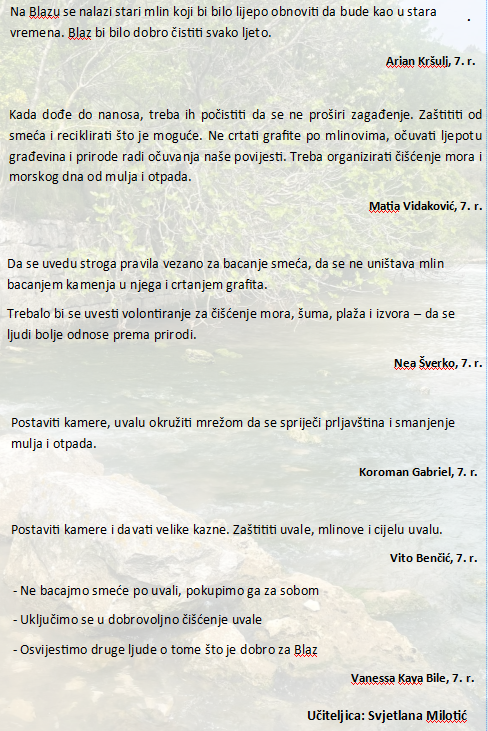 Na Blazu se nalazi stari mlin koji bi bilo lijepo obnoviti da bude kao u stara
vremena. Blaz bi bilo dobro čistiti svako ljeto.
Arian Kršulj, 7. r.
Kada dođe do nanosa, treba ih počistiti da se ne proširi zagađenje. Zaštititi od
smeća i reciklirati što je moguće. Ne crtati grafite po mlinovima, očuvati ljepotu
građevina i prirode radi očuvanja naše povijesti. Treba organizirati čišćenje mora i
morskog dna od mulja i otpada.
Matia Vidaković, 7. r.
Da se uvedu stroga pravila vezano za bacanje smeća, da se ne uništava mlin
bacanjem kamenja u njega i crtanjem grafita.
Trebalo bi se uvesti volontiranje za čišćenje mora, šuma, plaža i izvora – da se
ljudi bolje odnose prema prirodi.
Nea Šverko, 7. r.
Postaviti kamere, uvalu okružiti mrežom da se spriječi prljavština i smanjenje
mulja i otpada.
Koroman Gabriel, 7. r.
Postaviti kamere i davati velike kazne. Zaštititi uvale, mlinove i cijelu uvalu.
Vito Benčić, 7. r.
- Ne bacajmo smeće po uvali, pokupimo ga za sobom
- Uključimo se u dobrovoljno čišćenje uvale
- Osvijestimo druge ljude o tome što je dobro za Blaz
Vanessa Kaya Bile, 7. r.
Učiteljica: Svjetlana Milotić